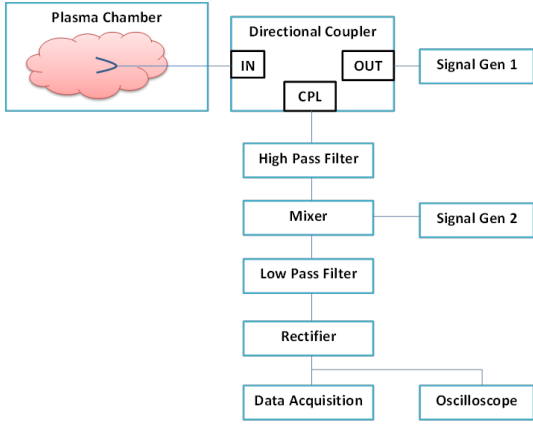 Plasma Chamber
Directional Coupler
IN
OUT
Signal Gen 1
CPL
High Pass Filter
Mixer
Signal Gen 2
Low Pass Filter
Rectifier
Data Acquisition
Oscilloscope